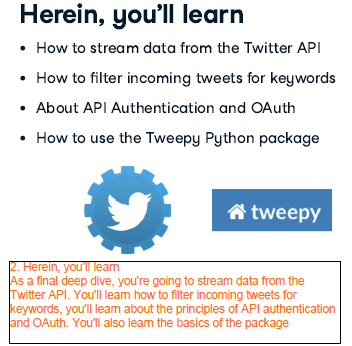 Herein, you'll learn
• How to stream data from the Twitter API
• How to filter incoming tweets for keywords
• About API Authentication and OAuth
• How to use the Tweepy Python package
tweepy
2. Herein, you'll learn
As a final deep dive, you're going to stream data from the
Twitter API. You'll learn how to filter incoming tweets for
keywords, you'll learn about the principles of API authentication
and OAuth. You'll also learn the basics of the package